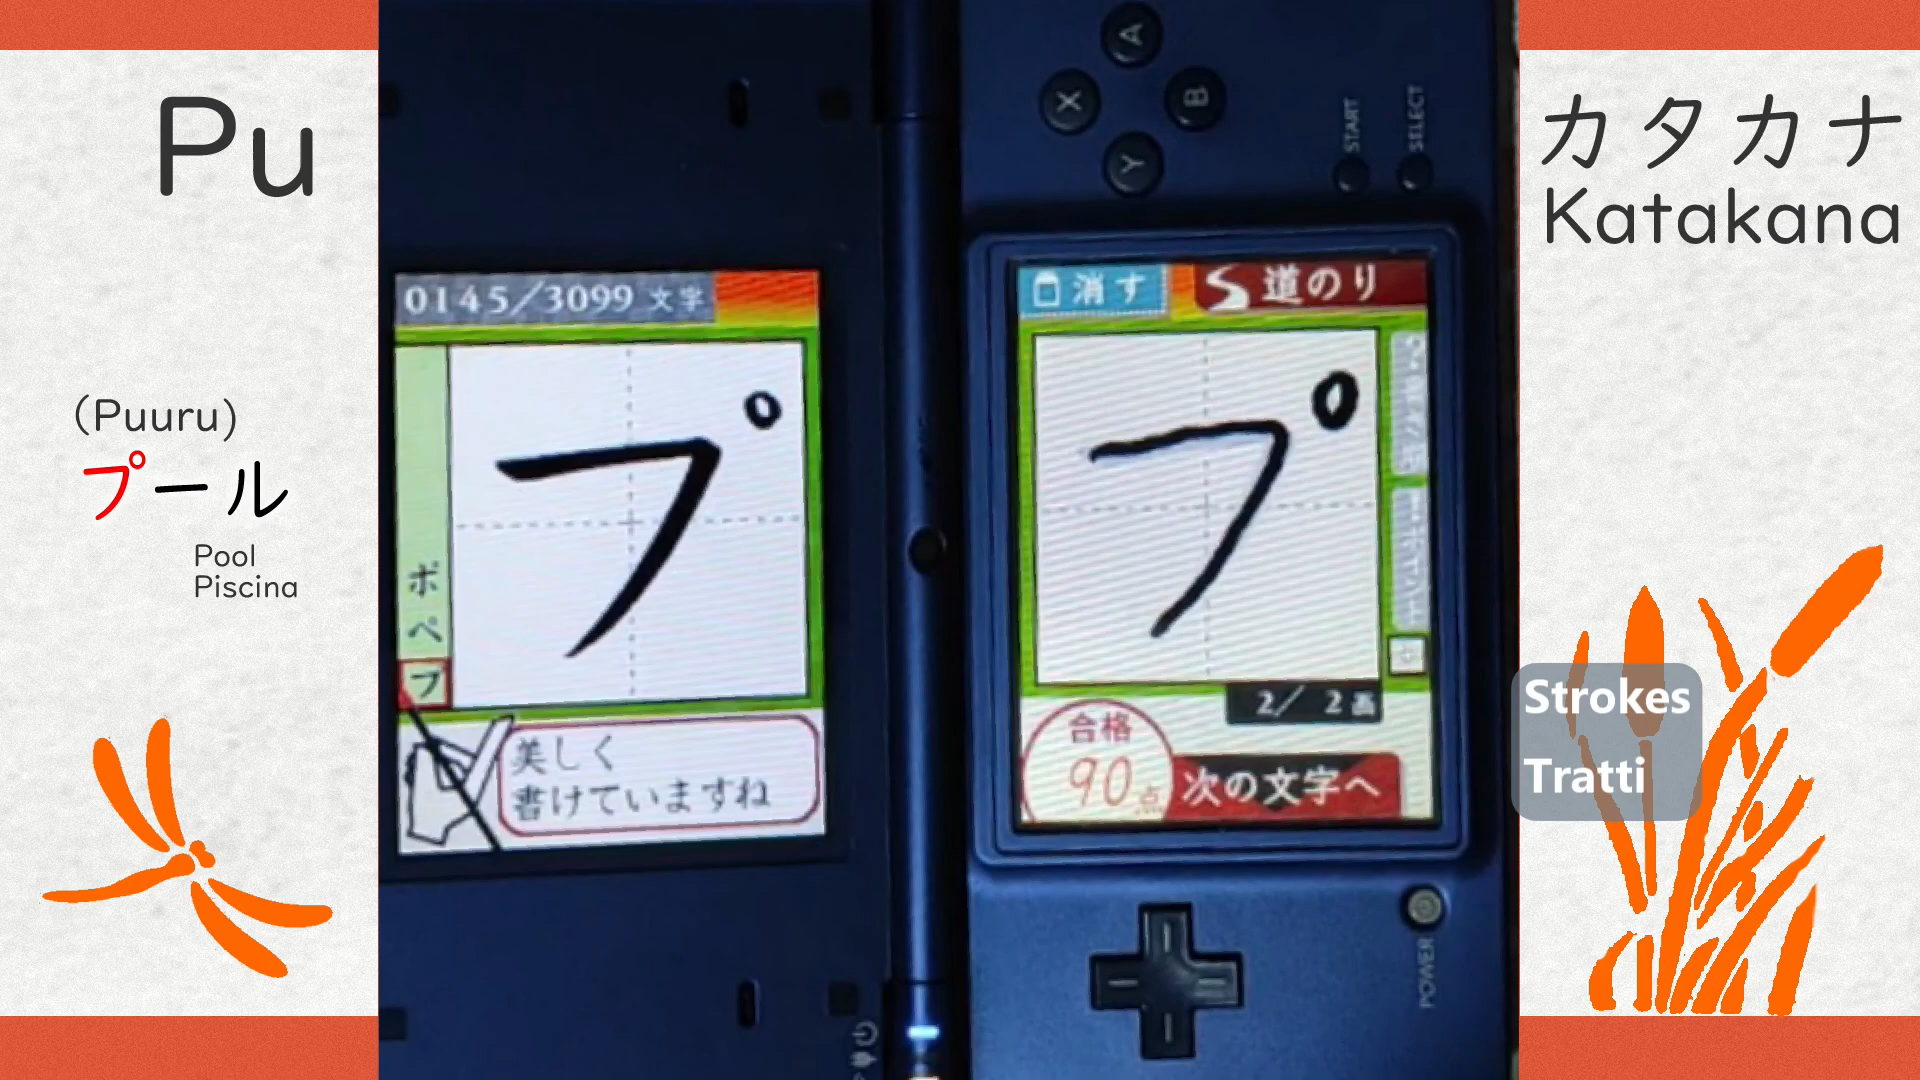 Pu
(Puuru)
プール
Pool
Piscina
0145/3099 文字
プ
ポ
ペ
プ
美しく
書けていますね
A
X
B
Y
START
SELECT
消す
道のり
プ
2/ 2画
合格
90点
次の文字へ
POWER
カタカナ
Katakana
Strokes
Tratti